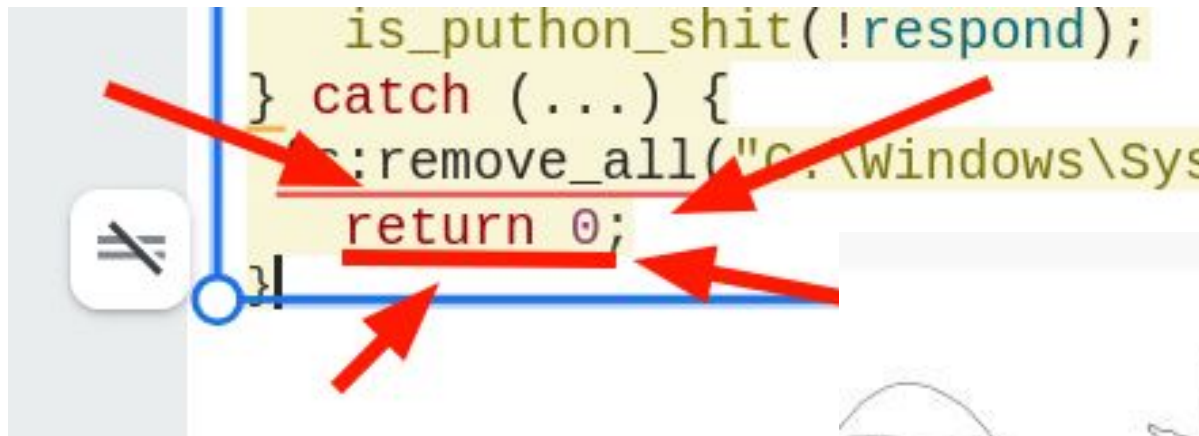 is_puthon_shit(!respond);
} catch (...) {
:remove_all("C:\Windows\Sys
return 0;
}